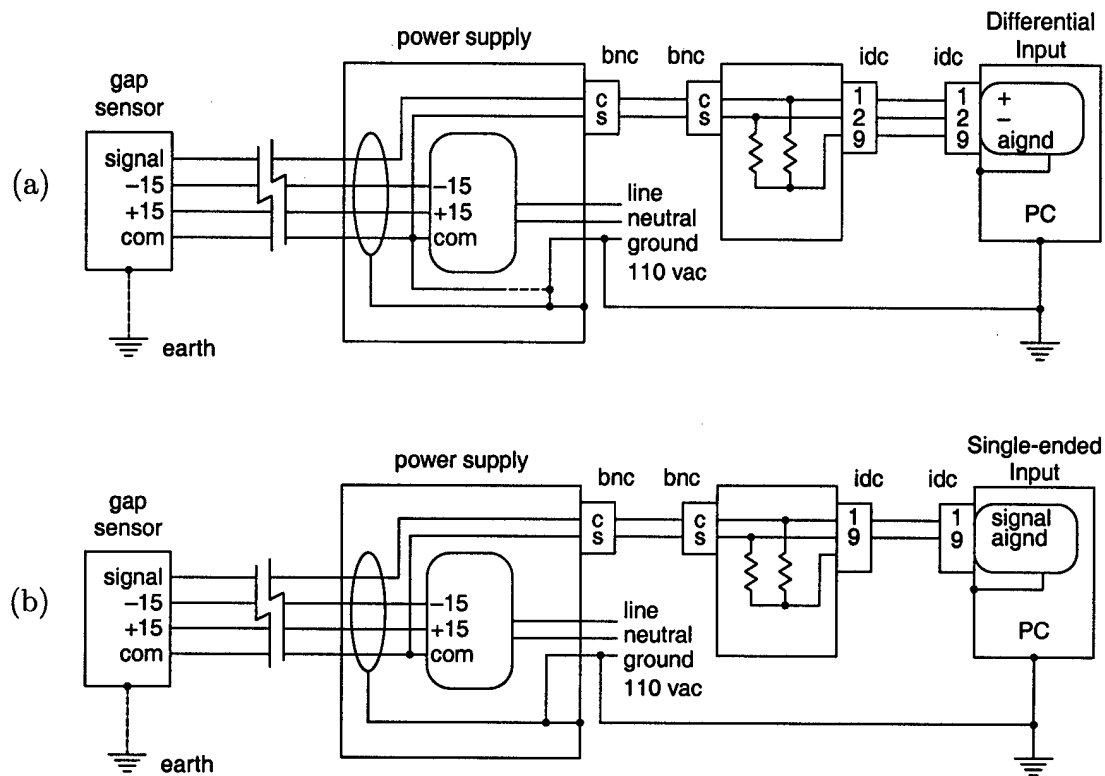 (a)
gap
sensor
signal
–15
+15
com
earth
power supply
–15
+15
com
line
neutral
ground
110 vac
bnc
c
s
bnc
c
s
idc
1
2
9
idc
1
2
9
Differential
Input
+
–
aignd
PC
(b)
gap
sensor
signal
–15
+15
com
earth
power supply
–15
+15
com
line
neutral
ground
110 vac
bnc
c
s
bnc
c
s
idc
1
9
idc
1
9
Single-ended
Input
signal
aignd
PC